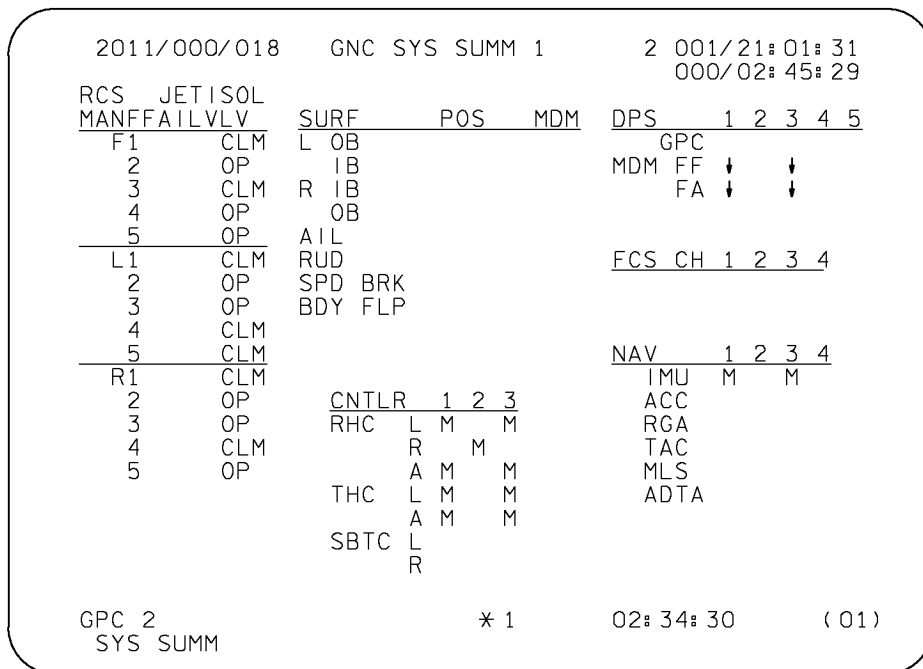 2011/000/018 GNC SYS SUMM 1 2 001/21:01:31
000/02:45:29
RCS JETISOL
MANFFAILVLV SURF POS MDM DPS 1 2 3 4 5
F1 CLM L OB GPC
2 OP IB MDM FF ↓ ↓
3 CLM R IB FA ↓ ↓
4 OP OB
5 OP AIL
L1 CLM RUD FCS CH 1 2 3 4
2 OP SPD BRK
3 OP BDY FLP
4 CLM
5 CLM NAV 1 2 3 4
R1 CLM IMU M M
2 OP CNTLR 1 2 3 ACC
3 OP RHC L M M RGA
4 CLM R M TAC
5 OP A M M MLS
THC L M M ADTA
A M M
SBTC L
R
GPC 2 * 1 02:34:30 (01)
SYS SUMM